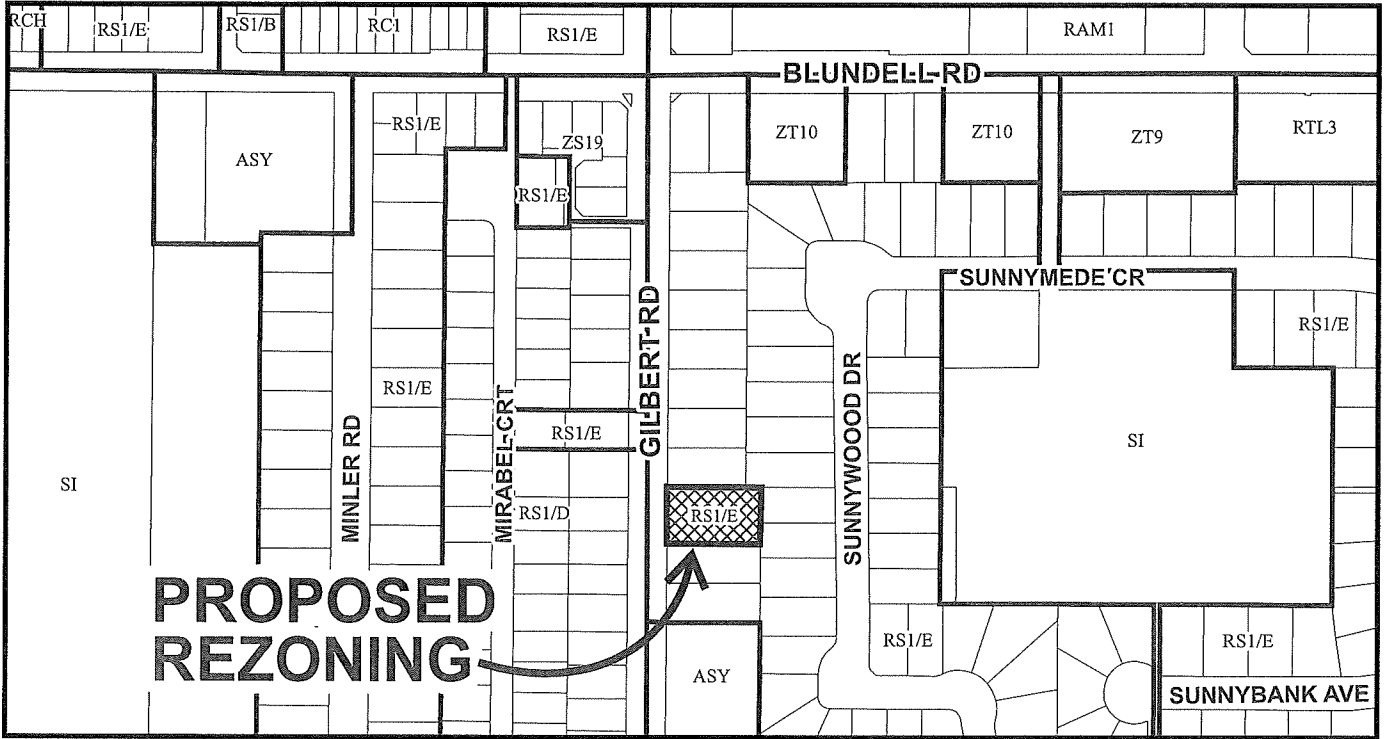 RCH
RS1/E
RS1/B
RC1
RS1/E
RAM1
BLUNDELL RD
ASY
RS1/E
ZS19
RS1/E
ZT10
ZT10
ZT9
RTL3
SUNNYMEDE CR
RS1/E
GILBERT RD
RS1/E
MINLER RD
MIRABEL CRT
RS1/E
SUNNYWOOOD DR
SI
SI
RS1/D
RS1/E
PROPOSED
REZONING
ASY
RS1/E
RS1/E
SUNNYBANK AVE